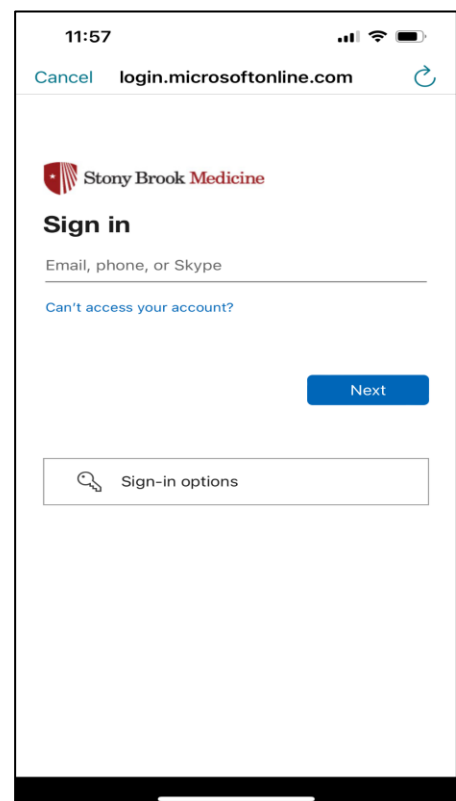 11:57
Cancel login.microsoftonline.com
Stony Brook Medicine
Sign in
Email, phone, or Skype
Can't access your account?
Next
Sign-in options